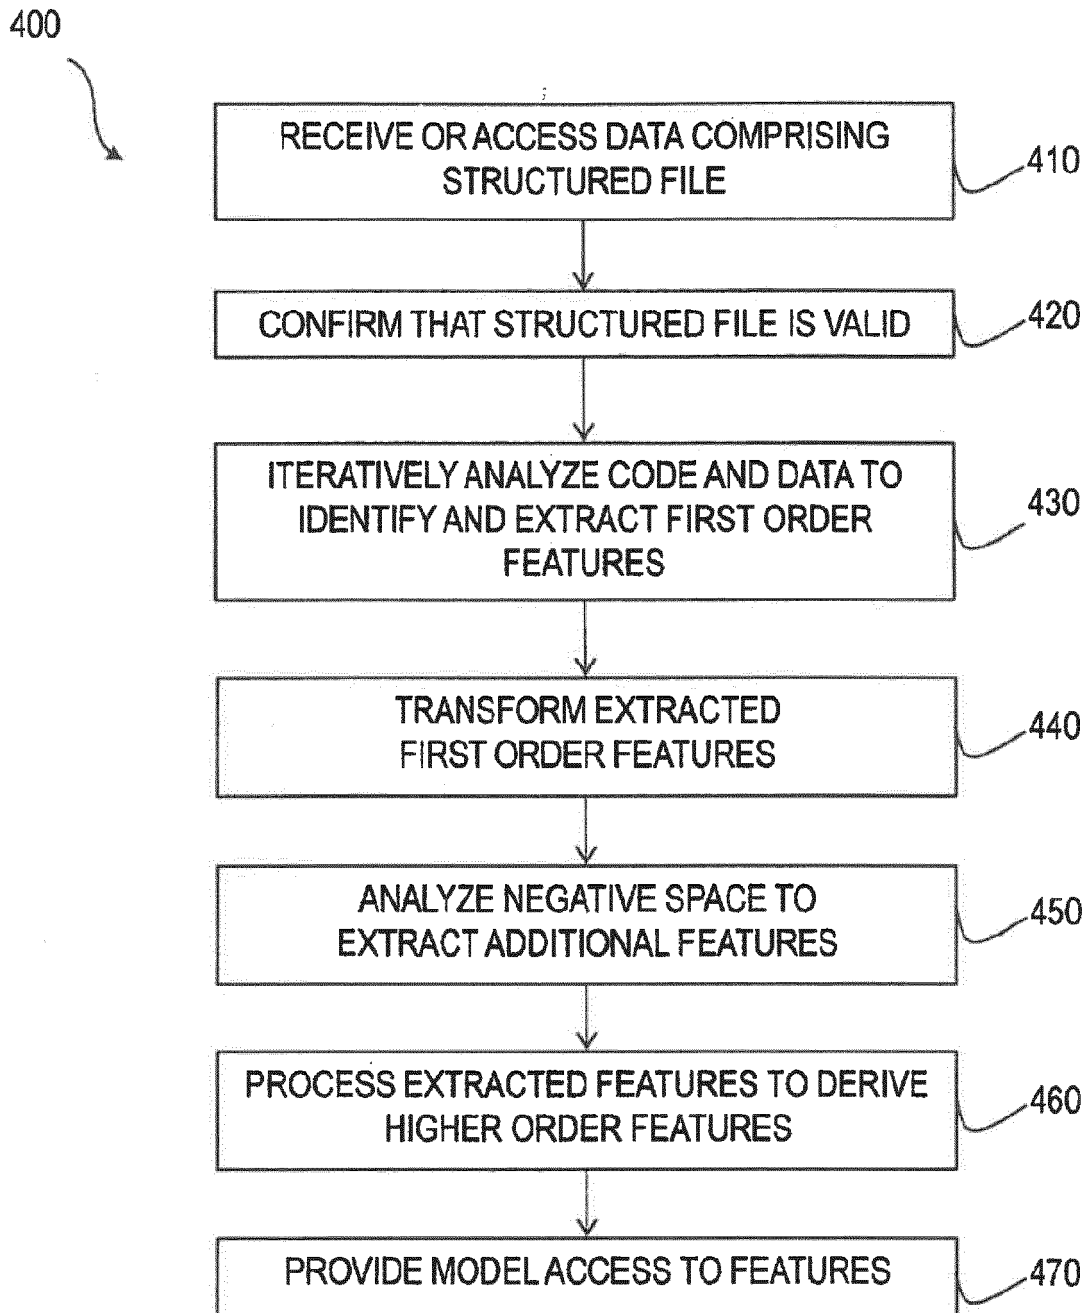 400
RECEIVE OR ACCESS DATA COMPRISING
STRUCTURED FILE
410
CONFIRM THAT STRUCTURED FILE IS VALID
420
ITERATIVELY ANALYZE CODE AND DATA TO
IDENTIFY AND EXTRACT FIRST ORDER
FEATURES
430
TRANSFORM EXTRACTED
FIRST ORDER FEATURES
440
ANALYZE NEGATIVE SPACE TO
EXTRACT ADDITIONAL FEATURES
450
PROCESS EXTRACTED FEATURES TO DERIVE
HIGHER ORDER FEATURES
460
PROVIDE MODEL ACCESS TO FEATURES
470